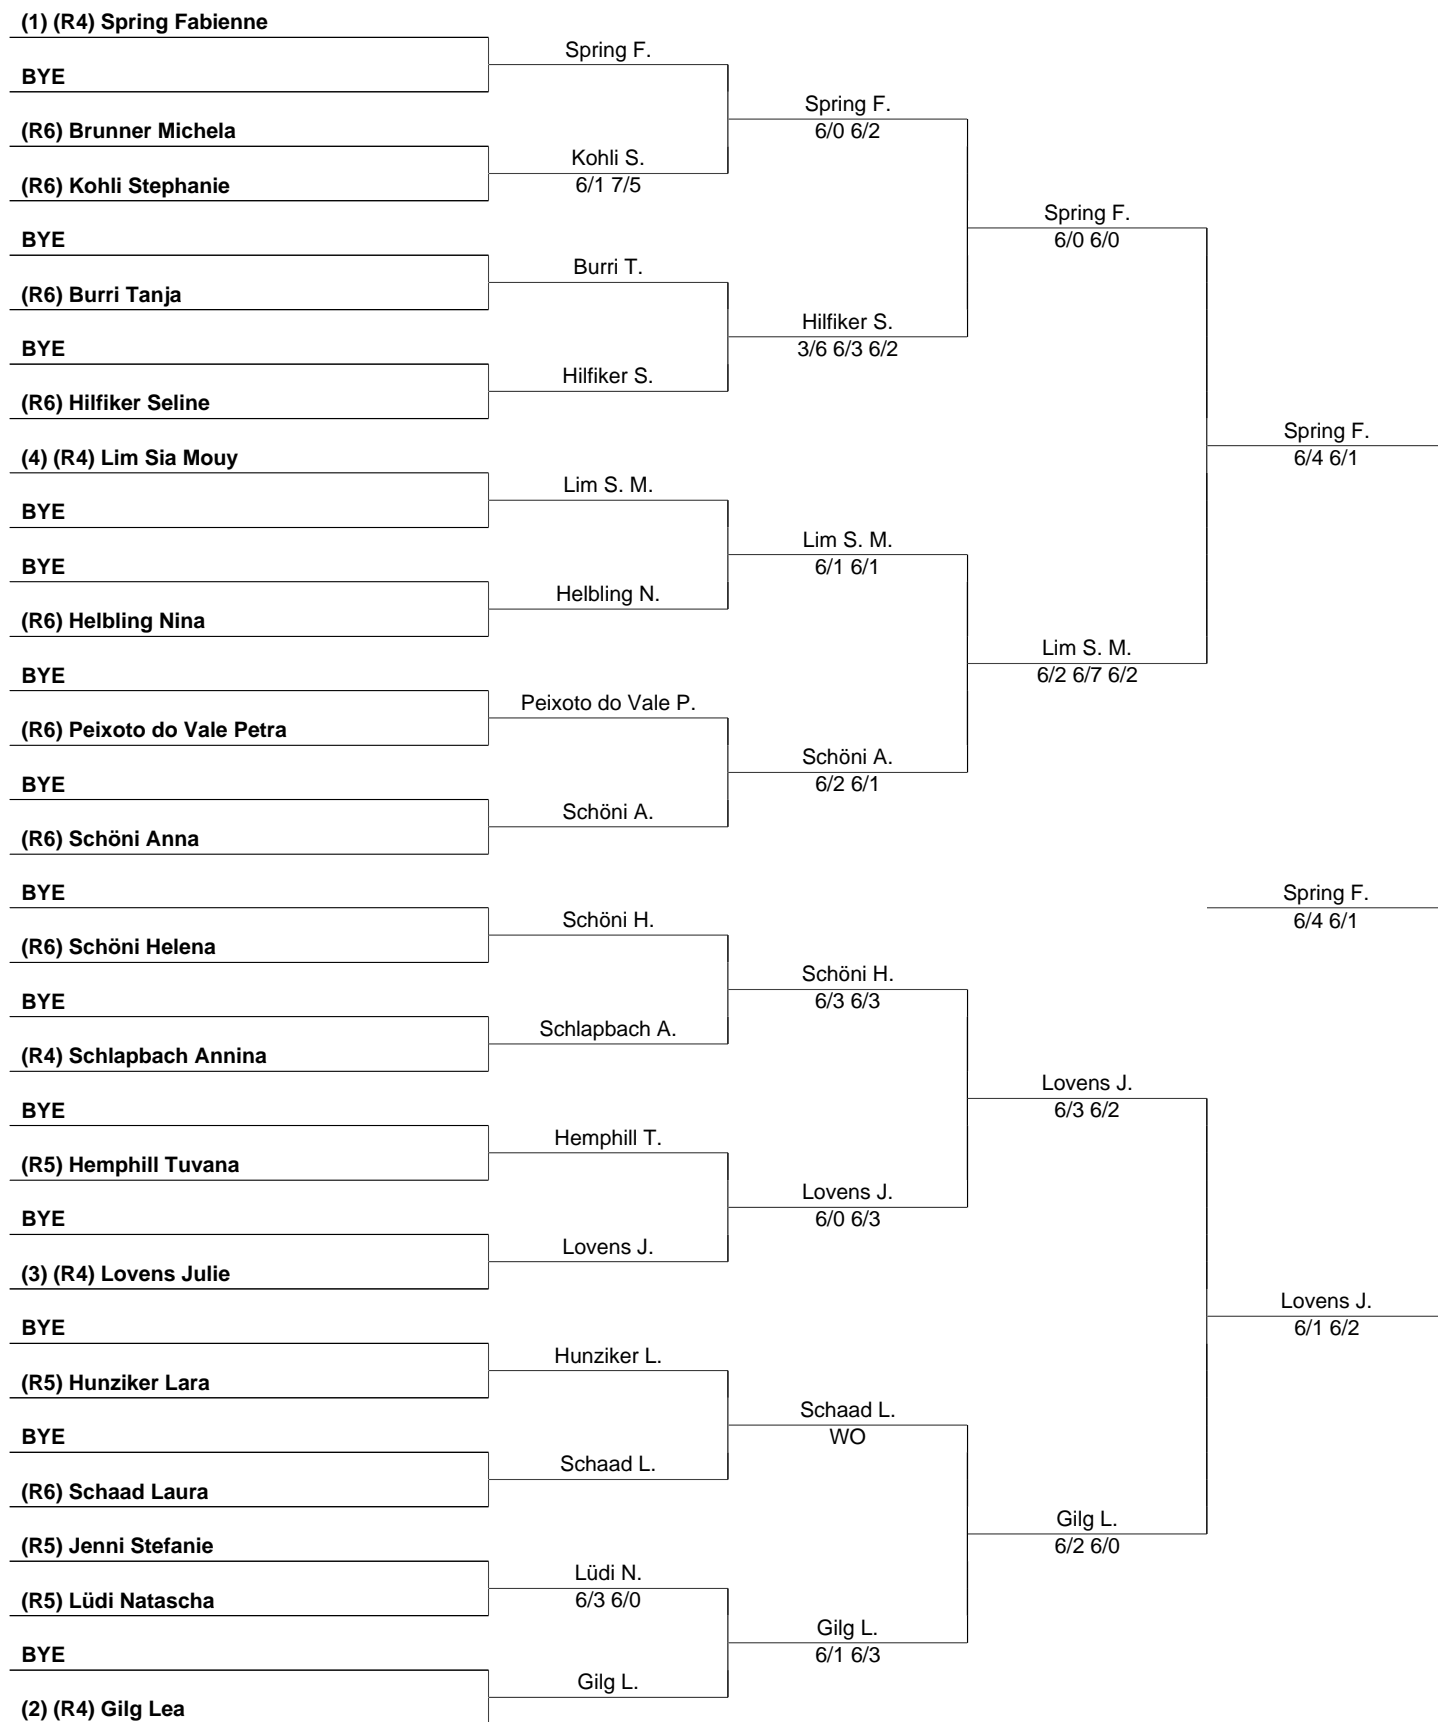 (1) (R4) Spring Fabienne
BYE
(R6) Brunner Michela
(R6) Kohli Stephanie
BYE
(R6) Burri Tanja
BYE
(R6) Hilfiker Seline
(4) (R4) Lim Sia Mouy
BYE
BYE
(R6) Helbling Nina
BYE
(R6) Peixoto do Vale Petra
BYE
(R6) Schöni Anna
BYE
(R6) Schöni Helena
BYE
(R4) Schlapbach Annina
BYE
(R5) Hemphill Tuvana
BYE
(3) (R4) Lovens Julie
BYE
(R5) Hunziker Lara
BYE
(R6) Schaad Laura
(R5) Jenni Stefanie
(R5) Lüdi Natascha
BYE
(2) (R4) Gilg Lea
Spring F.
Kohli S.
6/1 7/5
Burri T.
Hilfiker S.
Lim S. M.
Helbling N.
Peixoto do Vale P.
Schöni A.
Schöni H.
Schlapbach A.
Hemphill T.
Lovens J.
Hunziker L.
Schaad L.
Lüdi N.
6/3 6/0
Gilg L.
Spring F.
6/0 6/2
Hilfiker S.
3/6 6/3 6/2
Lim S. M.
6/1 6/1
Schöni A.
6/2 6/1
Schöni H.
6/3 6/3
Lovens J.
6/0 6/3
Schaad L.
WO
Gilg L.
6/1 6/3
Spring F.
6/0 6/0
Lim S. M.
6/2 6/7 6/2
Lovens J.
6/3 6/2
Gilg L.
6/2 6/0
Spring F.
6/4 6/1
Spring F.
6/4 6/1
Lovens J.
6/1 6/2